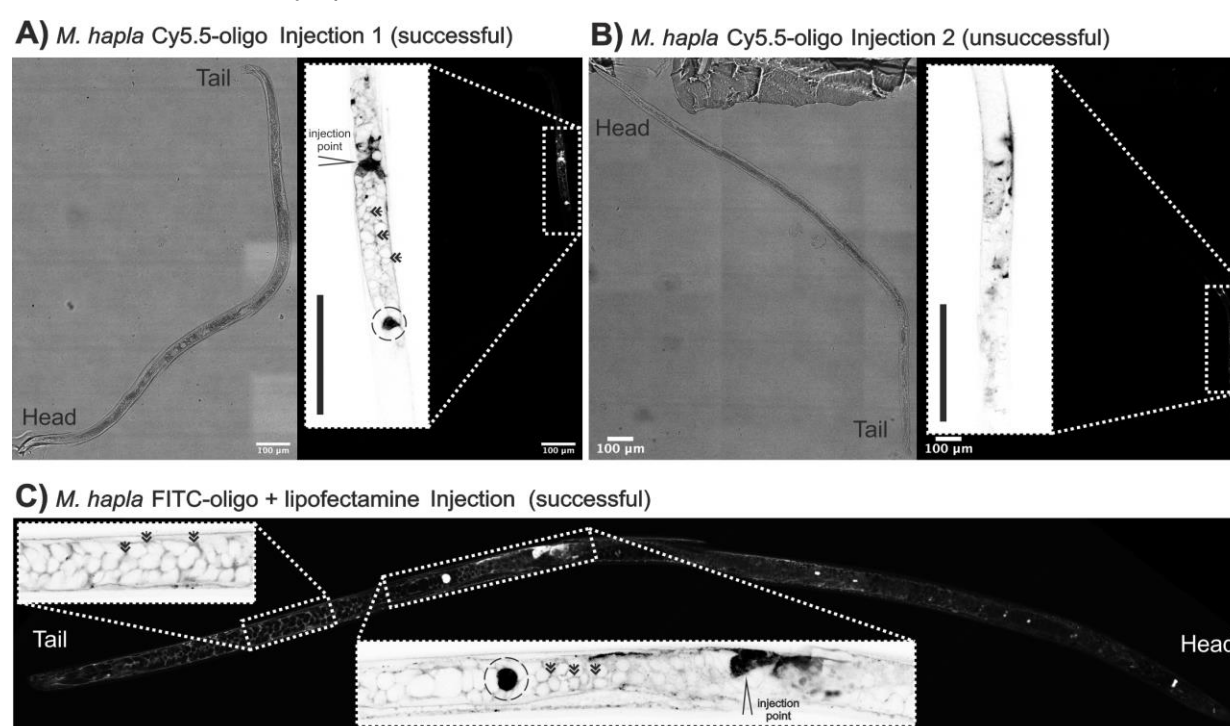 A) M. hapla Cy5.5-oligo Injection 1 (successful)
Tail
Head
100 µm
injection
point
100 µm
B) M. hapla Cy5.5-oligo Injection 2 (unsuccessful)
Head
Tail
100 µm
100 µm
C) M. hapla FITC-oligo + lipofectamine Injection (successful)
Tail
Head
injection
point